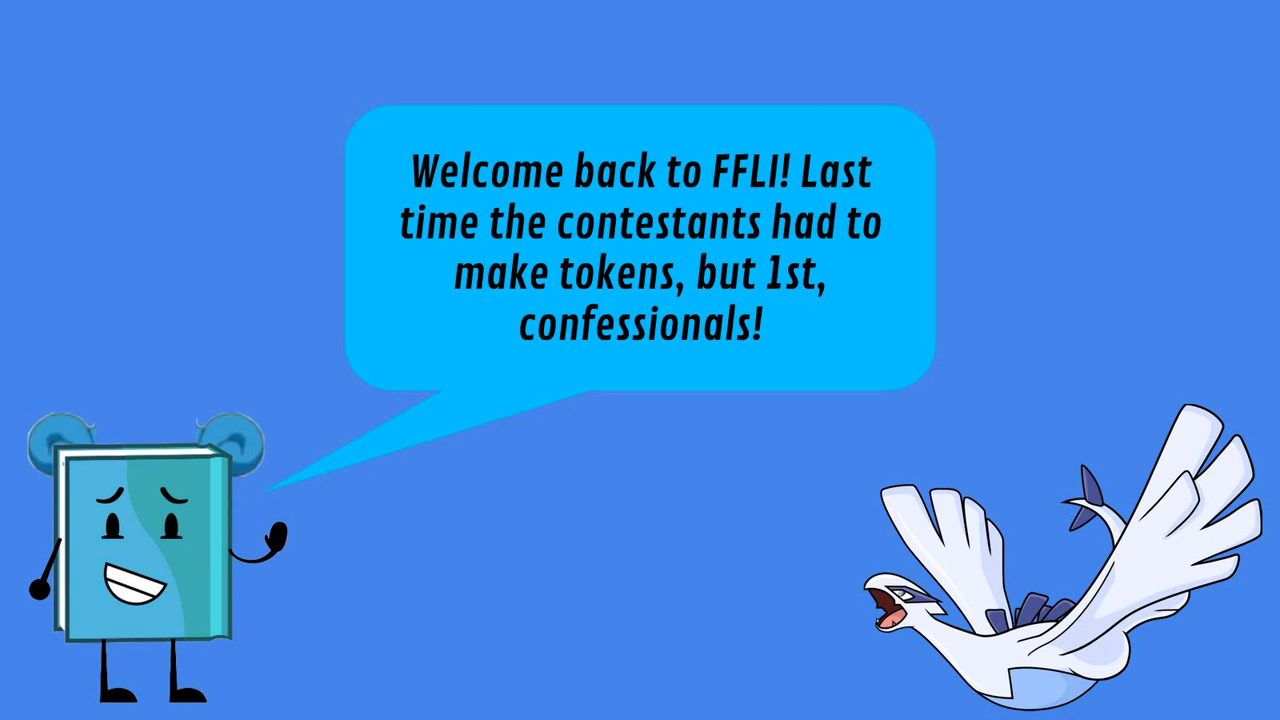 Welcome back to FFLI! Last
time the contestants had to
make tokens, but 1st,
confessionals!